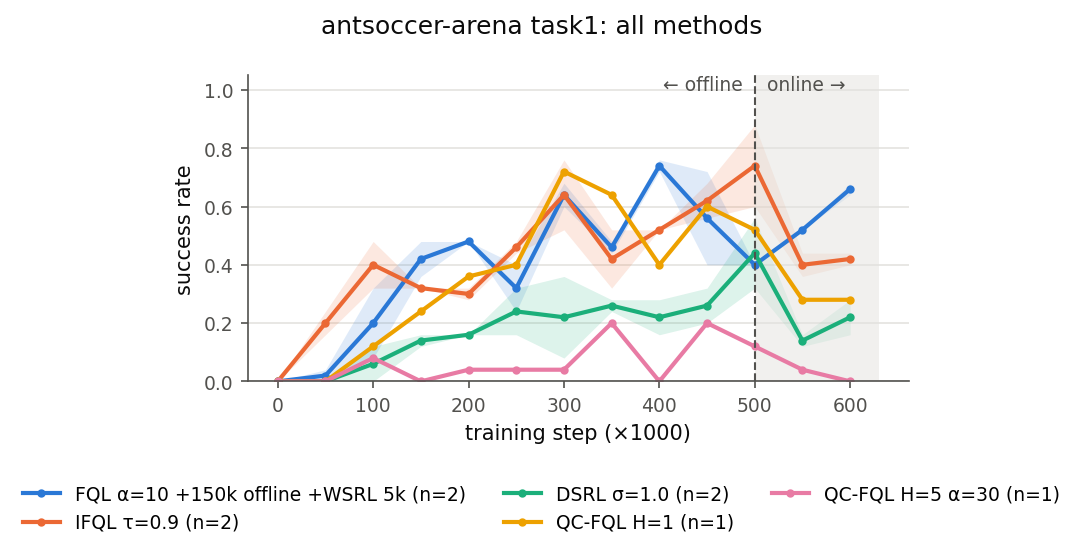 antsoccer-arena task1: all methods
← offline
online →
1.0
0.8
0.6
0.4
0.2
0.0
success rate
0
100
200
300
400
500
600
training step (×1000)
FQL α=10 +150k offline +WSRL 5k (n=2)
IFQL τ=0.9 (n=2)
DSRL σ=1.0 (n=2)
QC-FQL H=1 (n=1)
QC-FQL H=5 α=30 (n=1)